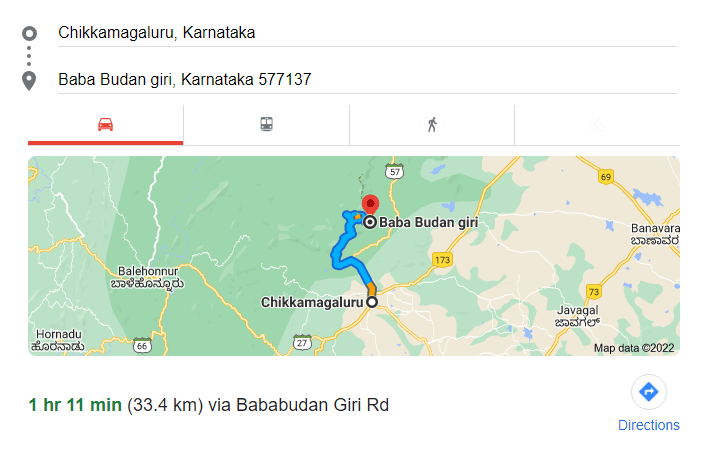 Chikkamagaluru, Karnataka
Baba Budan giri, Karnataka 577137
57
69
Baba Budan giri
Banavara
ಬಾಣಾವರ
173
Balehonnur
ಬಾಳೆಹೊನ್ನೂರು
73
Chikkamagaluru
Javagal
ಜಾವಗಲ್
Hornadu
ಹೊರನಾಡು
66
27
Map data ©2022
1 hr 11 min (33.4 km) via Bababudan Giri Rd
Directions